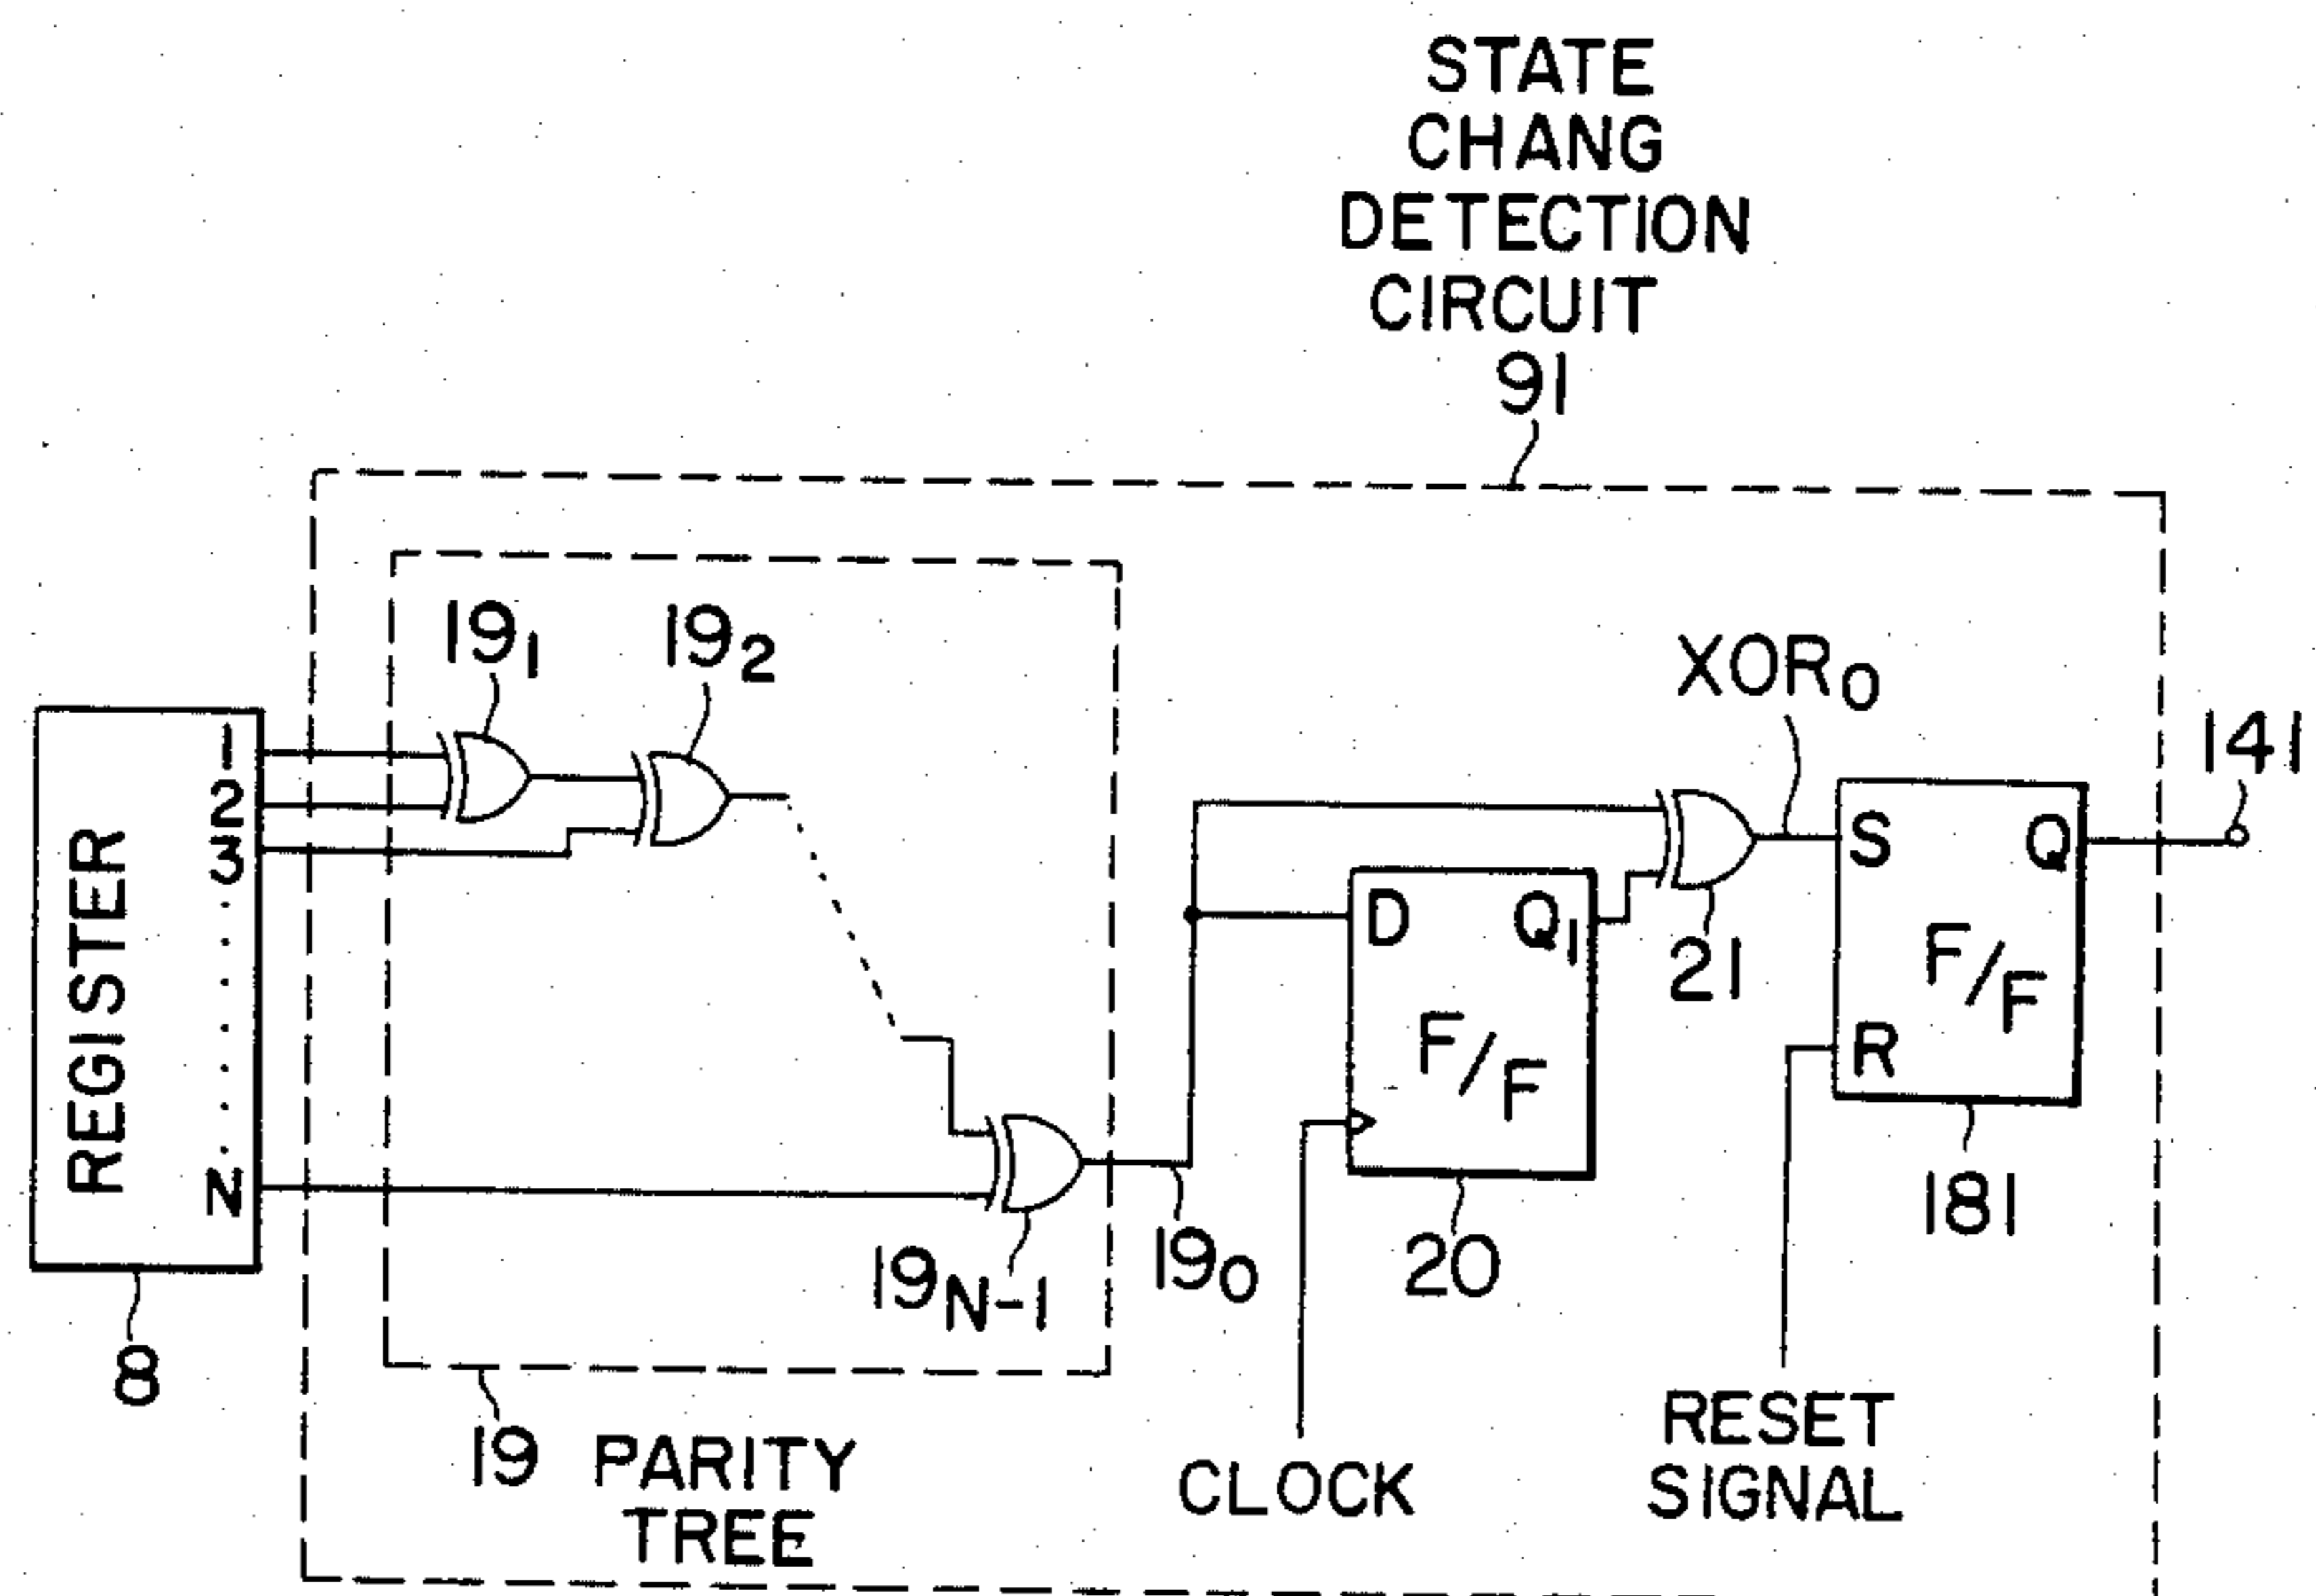 STATE
CHANG
DETECTION
CIRCUIT
91
19₁
19₂
XOR₀
141
REGISTER
1
2
3
N
S
Q
R
F/F
D
Q₁
F/F
21
181
19_N-1
19₀
20
8
19
PARITY
TREE
CLOCK
RESET
SIGNAL